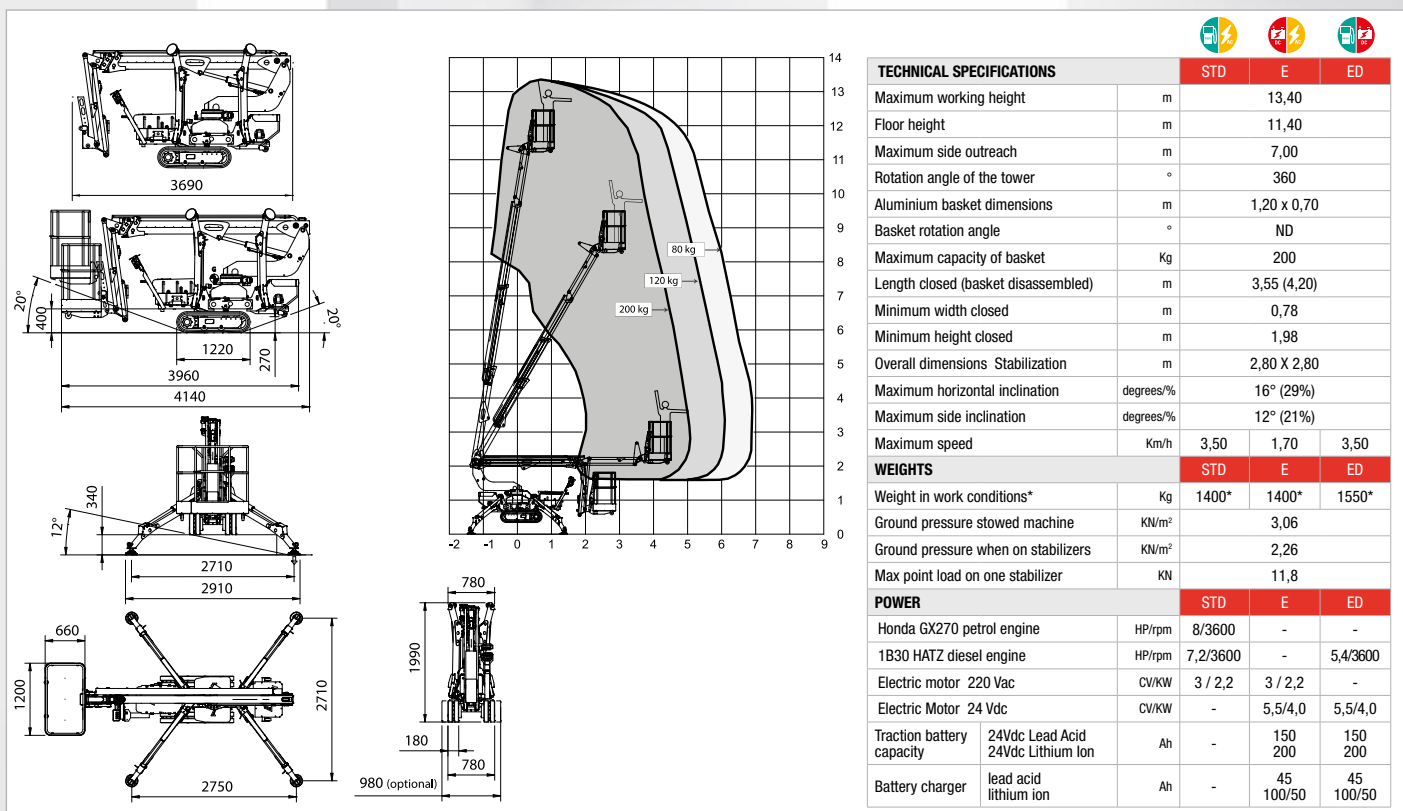 3690
20°
400
20°
1220
270
3960
4140
340
12°
2710
2910
660
1200
2710
2750
780
1990
180
780
980 (optional)
14
13
12
11
10
9
8
7
6
5
4
3
2
1
0
-2 -1 0 1 2 3 4 5 6 7 8 9
80 kg
120 kg
200 kg
AC DC AC DC
TECHNICAL SPECIFICATIONS STD E ED
Maximum working height m 13,40
Floor height m 11,40
Maximum side outreach m 7,00
Rotation angle of the tower ° 360
Aluminium basket dimensions m 1,20 x 0,70
Basket rotation angle ° ND
Maximum capacity of basket Kg 200
Length closed (basket disassembled) m 3,55 (4,20)
Minimum width closed m 0,78
Minimum height closed m 1,98
Overall dimensions Stabilization m 2,80 X 2,80
Maximum horizontal inclination degrees/% 16° (29%)
Maximum side inclination degrees/% 12° (21%)
Maximum speed Km/h 3,50 1,70 3,50
WEIGHTS STD E ED
Weight in work conditions* Kg 1400* 1400* 1550*
Ground pressure stowed machine KN/m² 3,06
Ground pressure when on stabilizers KN/m² 2,26
Max point load on one stabilizer KN 11,8
POWER STD E ED
Honda GX270 petrol engine HP/rpm 8/3600 - -
1B30 HATZ diesel engine HP/rpm 7,2/3600 - 5,4/3600
Electric motor 220 Vac CV/KW 3 / 2,2 3 / 2,2 -
Electric Motor 24 Vdc CV/KW - 5,5/4,0 5,5/4,0
Traction battery capacity 24Vdc Lead Acid Ah - 150 150
24Vdc Lithium Ion 200 200
Battery charger lead acid Ah - 45 45
lithium ion 100/50 100/50